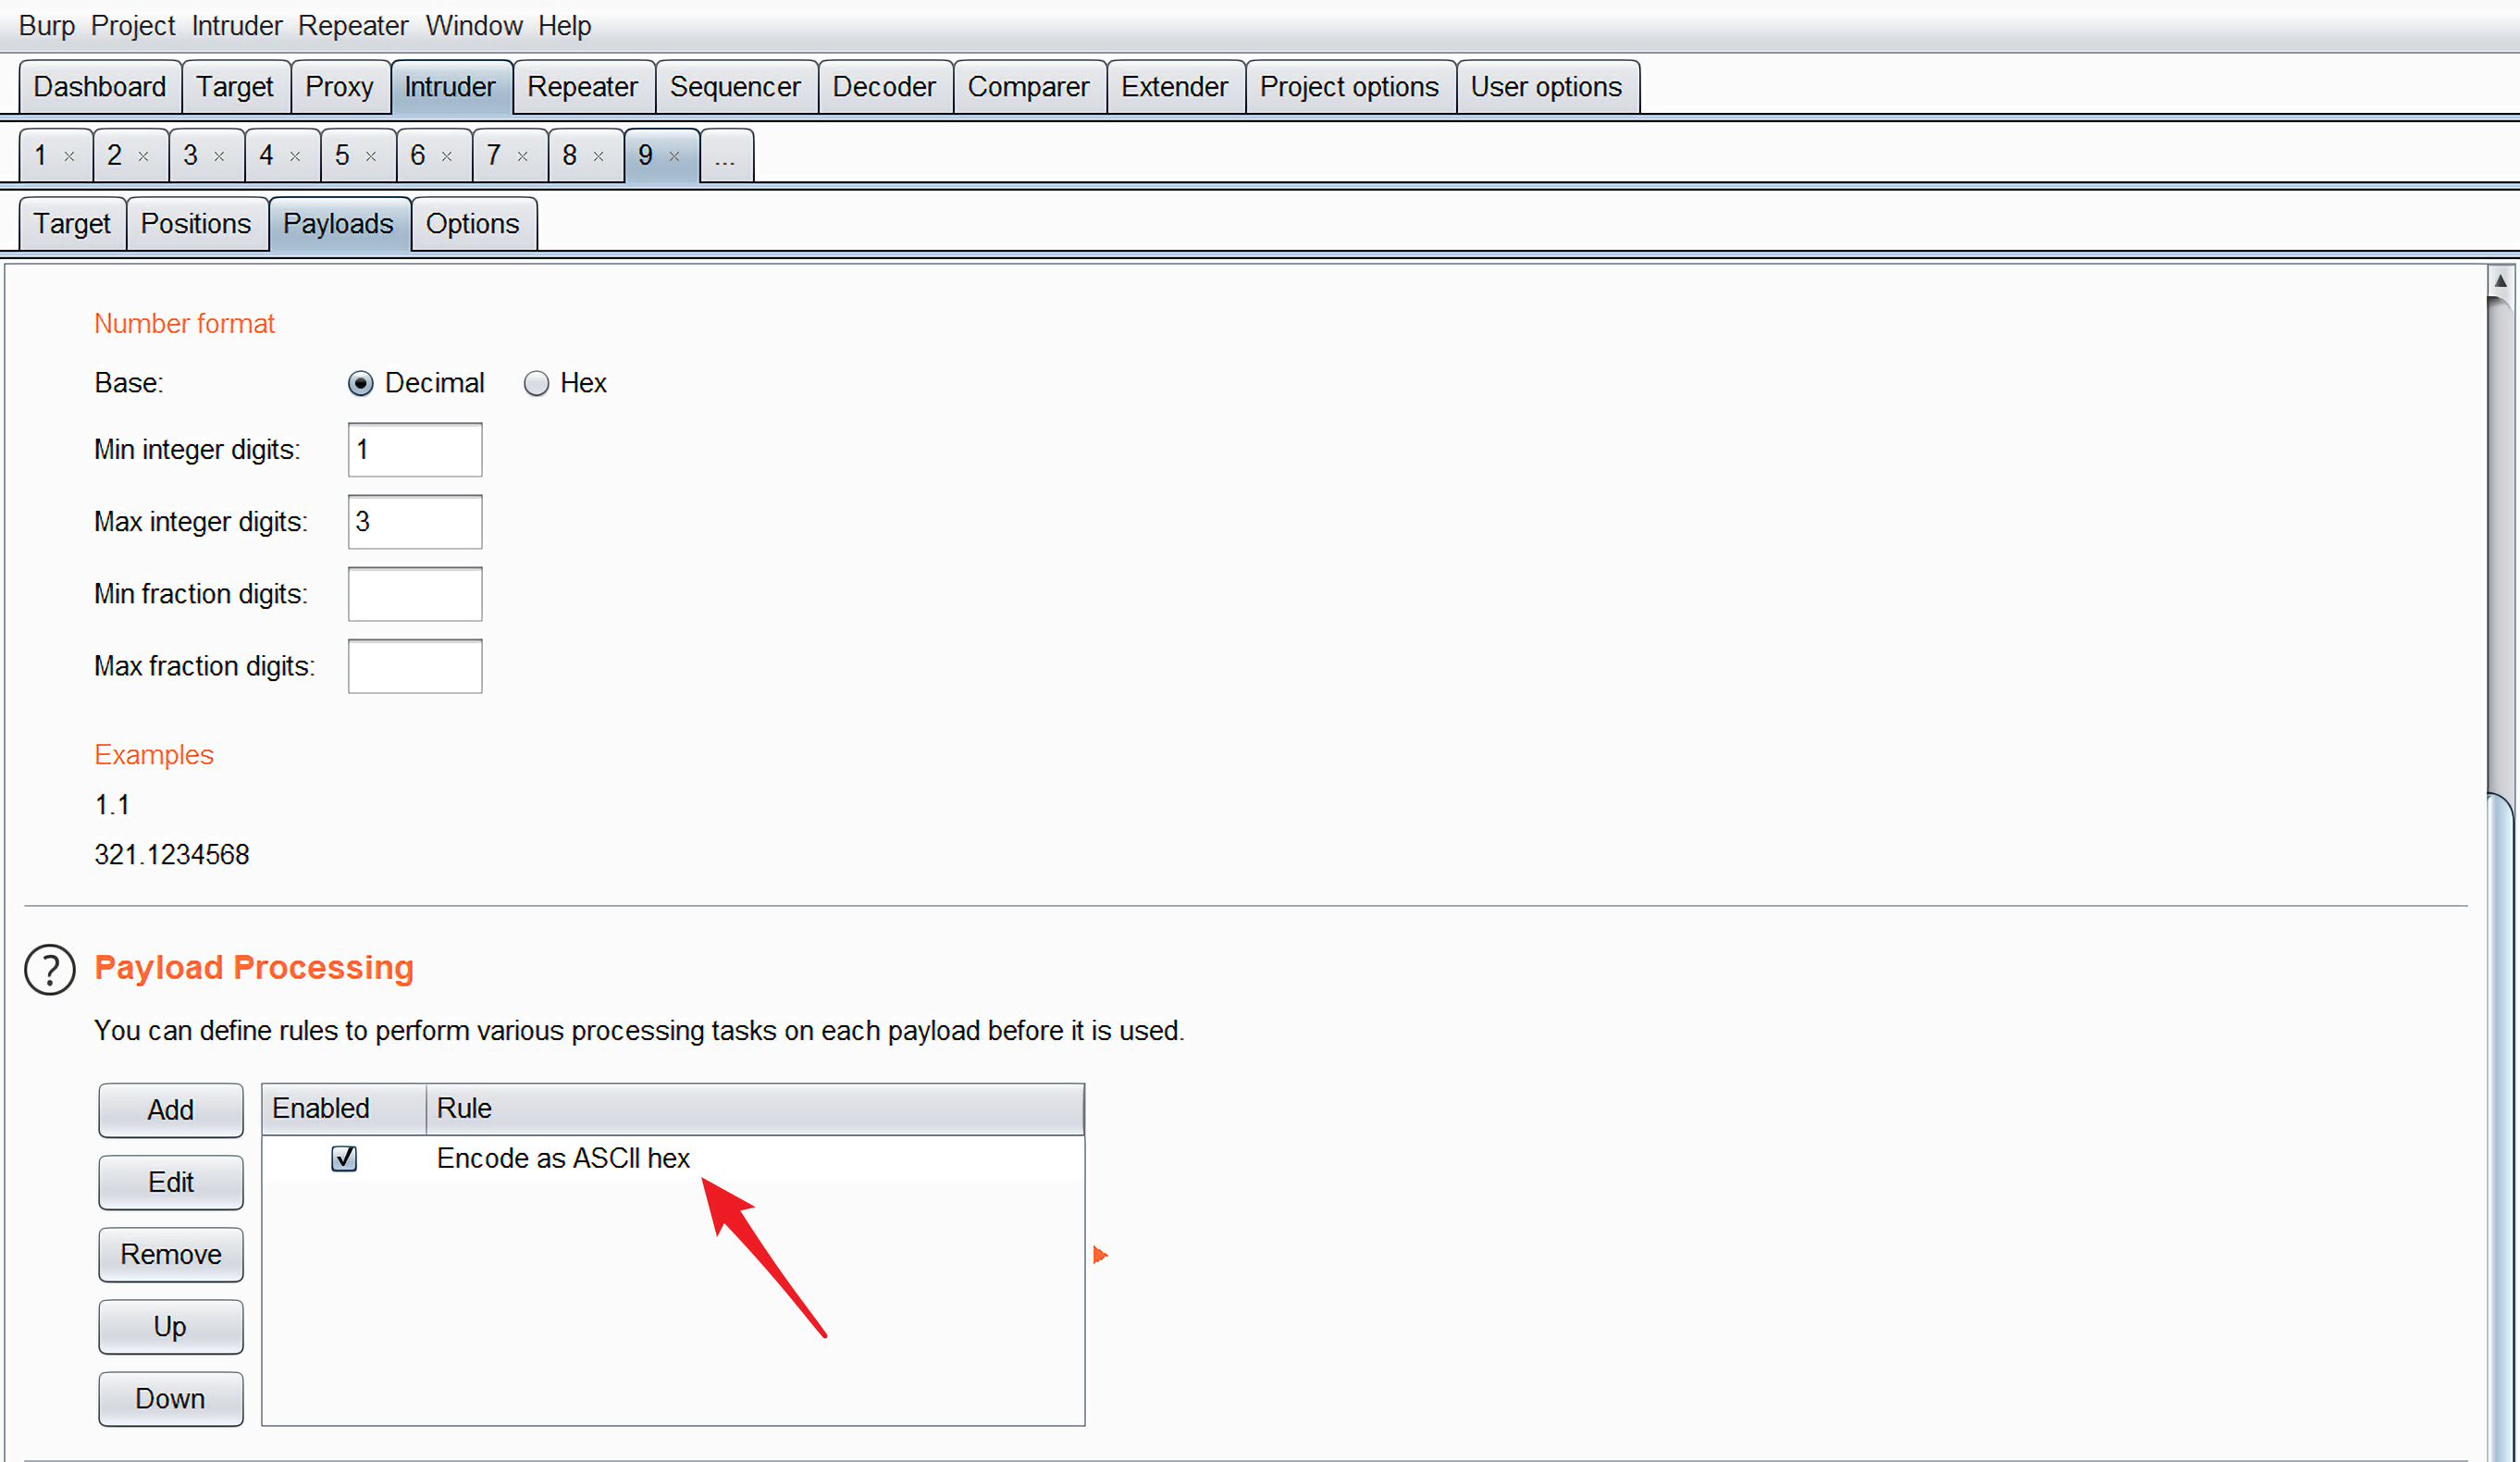 Burp Project Intruder Repeater Window Help
Dashboard Target Proxy Intruder Repeater Sequencer Decoder Comparer Extender Project options User options
1 × 2 × 3 × 4 × 5 × 6 × 7 × 8 × 9 × ...
Target Positions Payloads Options
Number format
Base: Decimal Hex
Min integer digits: 1
Max integer digits: 3
Min fraction digits:
Max fraction digits:
Examples
1.1
321.1234568
? Payload Processing
You can define rules to perform various processing tasks on each payload before it is used.
Add Enabled Rule
Encode as ASCII hex
Edit
Remove
Up
Down